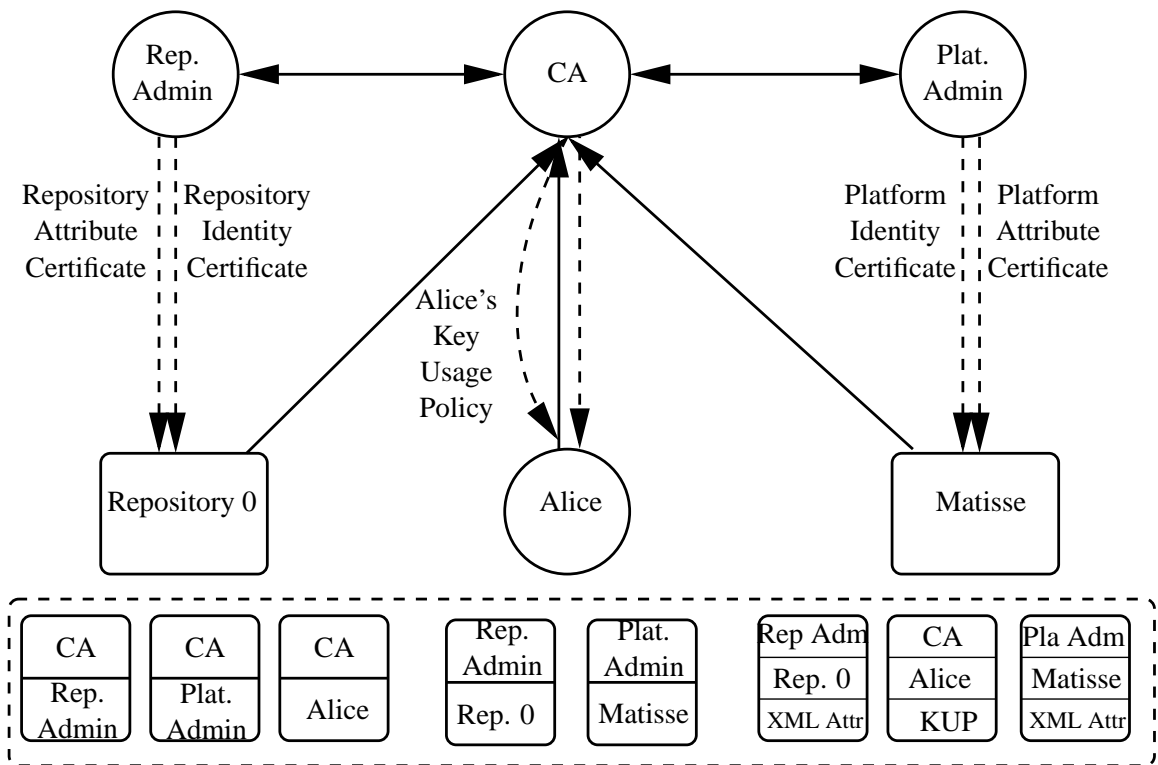 Rep.
Admin
CA
Plat.
Admin
Repository
Attribute
Certificate
Repository
Identity
Certificate
Platform
Identity
Certificate
Platform
Attribute
Certificate
Alice's
Key
Usage
Policy
Repository 0
Alice
Matisse
CA
Rep.
Admin
CA
Plat.
Admin
CA
Alice
Rep.
Admin
Rep. 0
Plat.
Admin
Matisse
Rep Adm
Rep. 0
XML Attr
CA
Alice
KUP
Pla Adm
Matisse
XML Attr